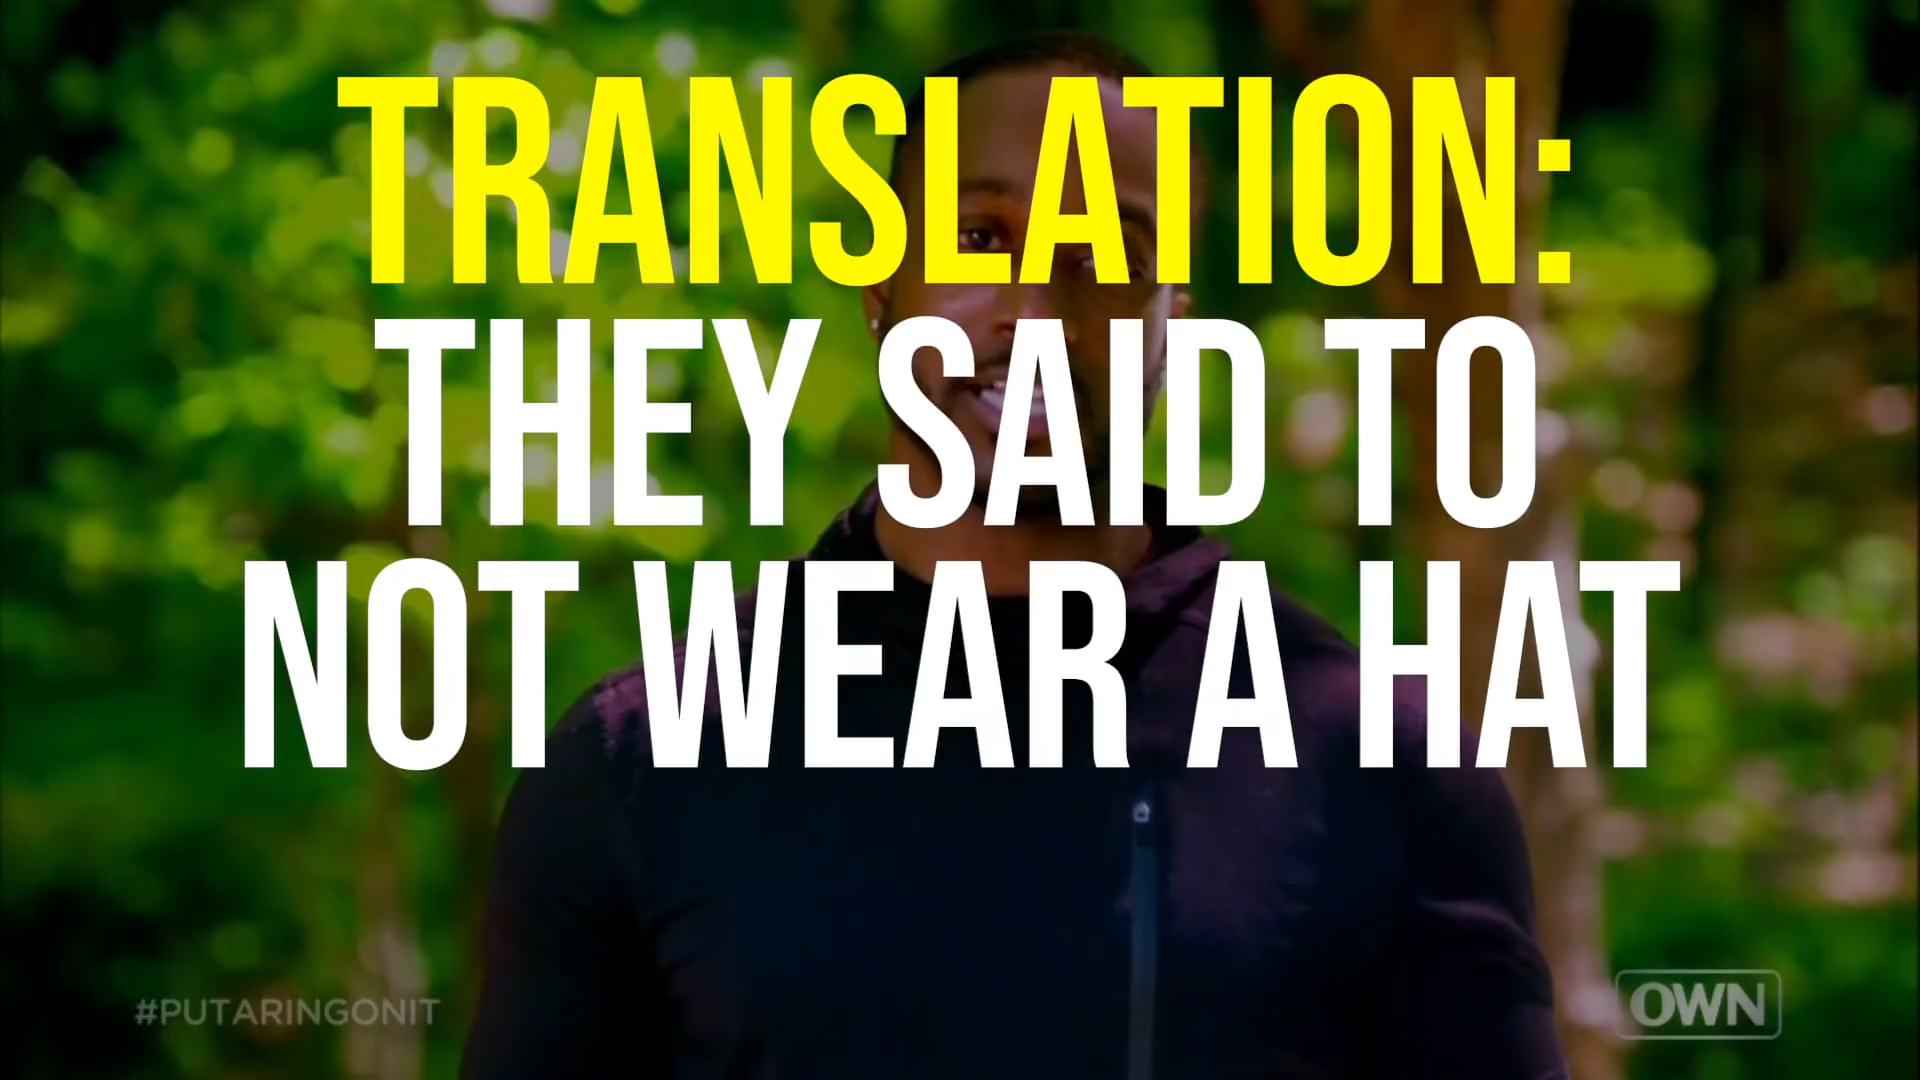 TRANSLATION:
THEY SAID TO
NOT WEAR A HAT
#PUTARINGONIT
OWN